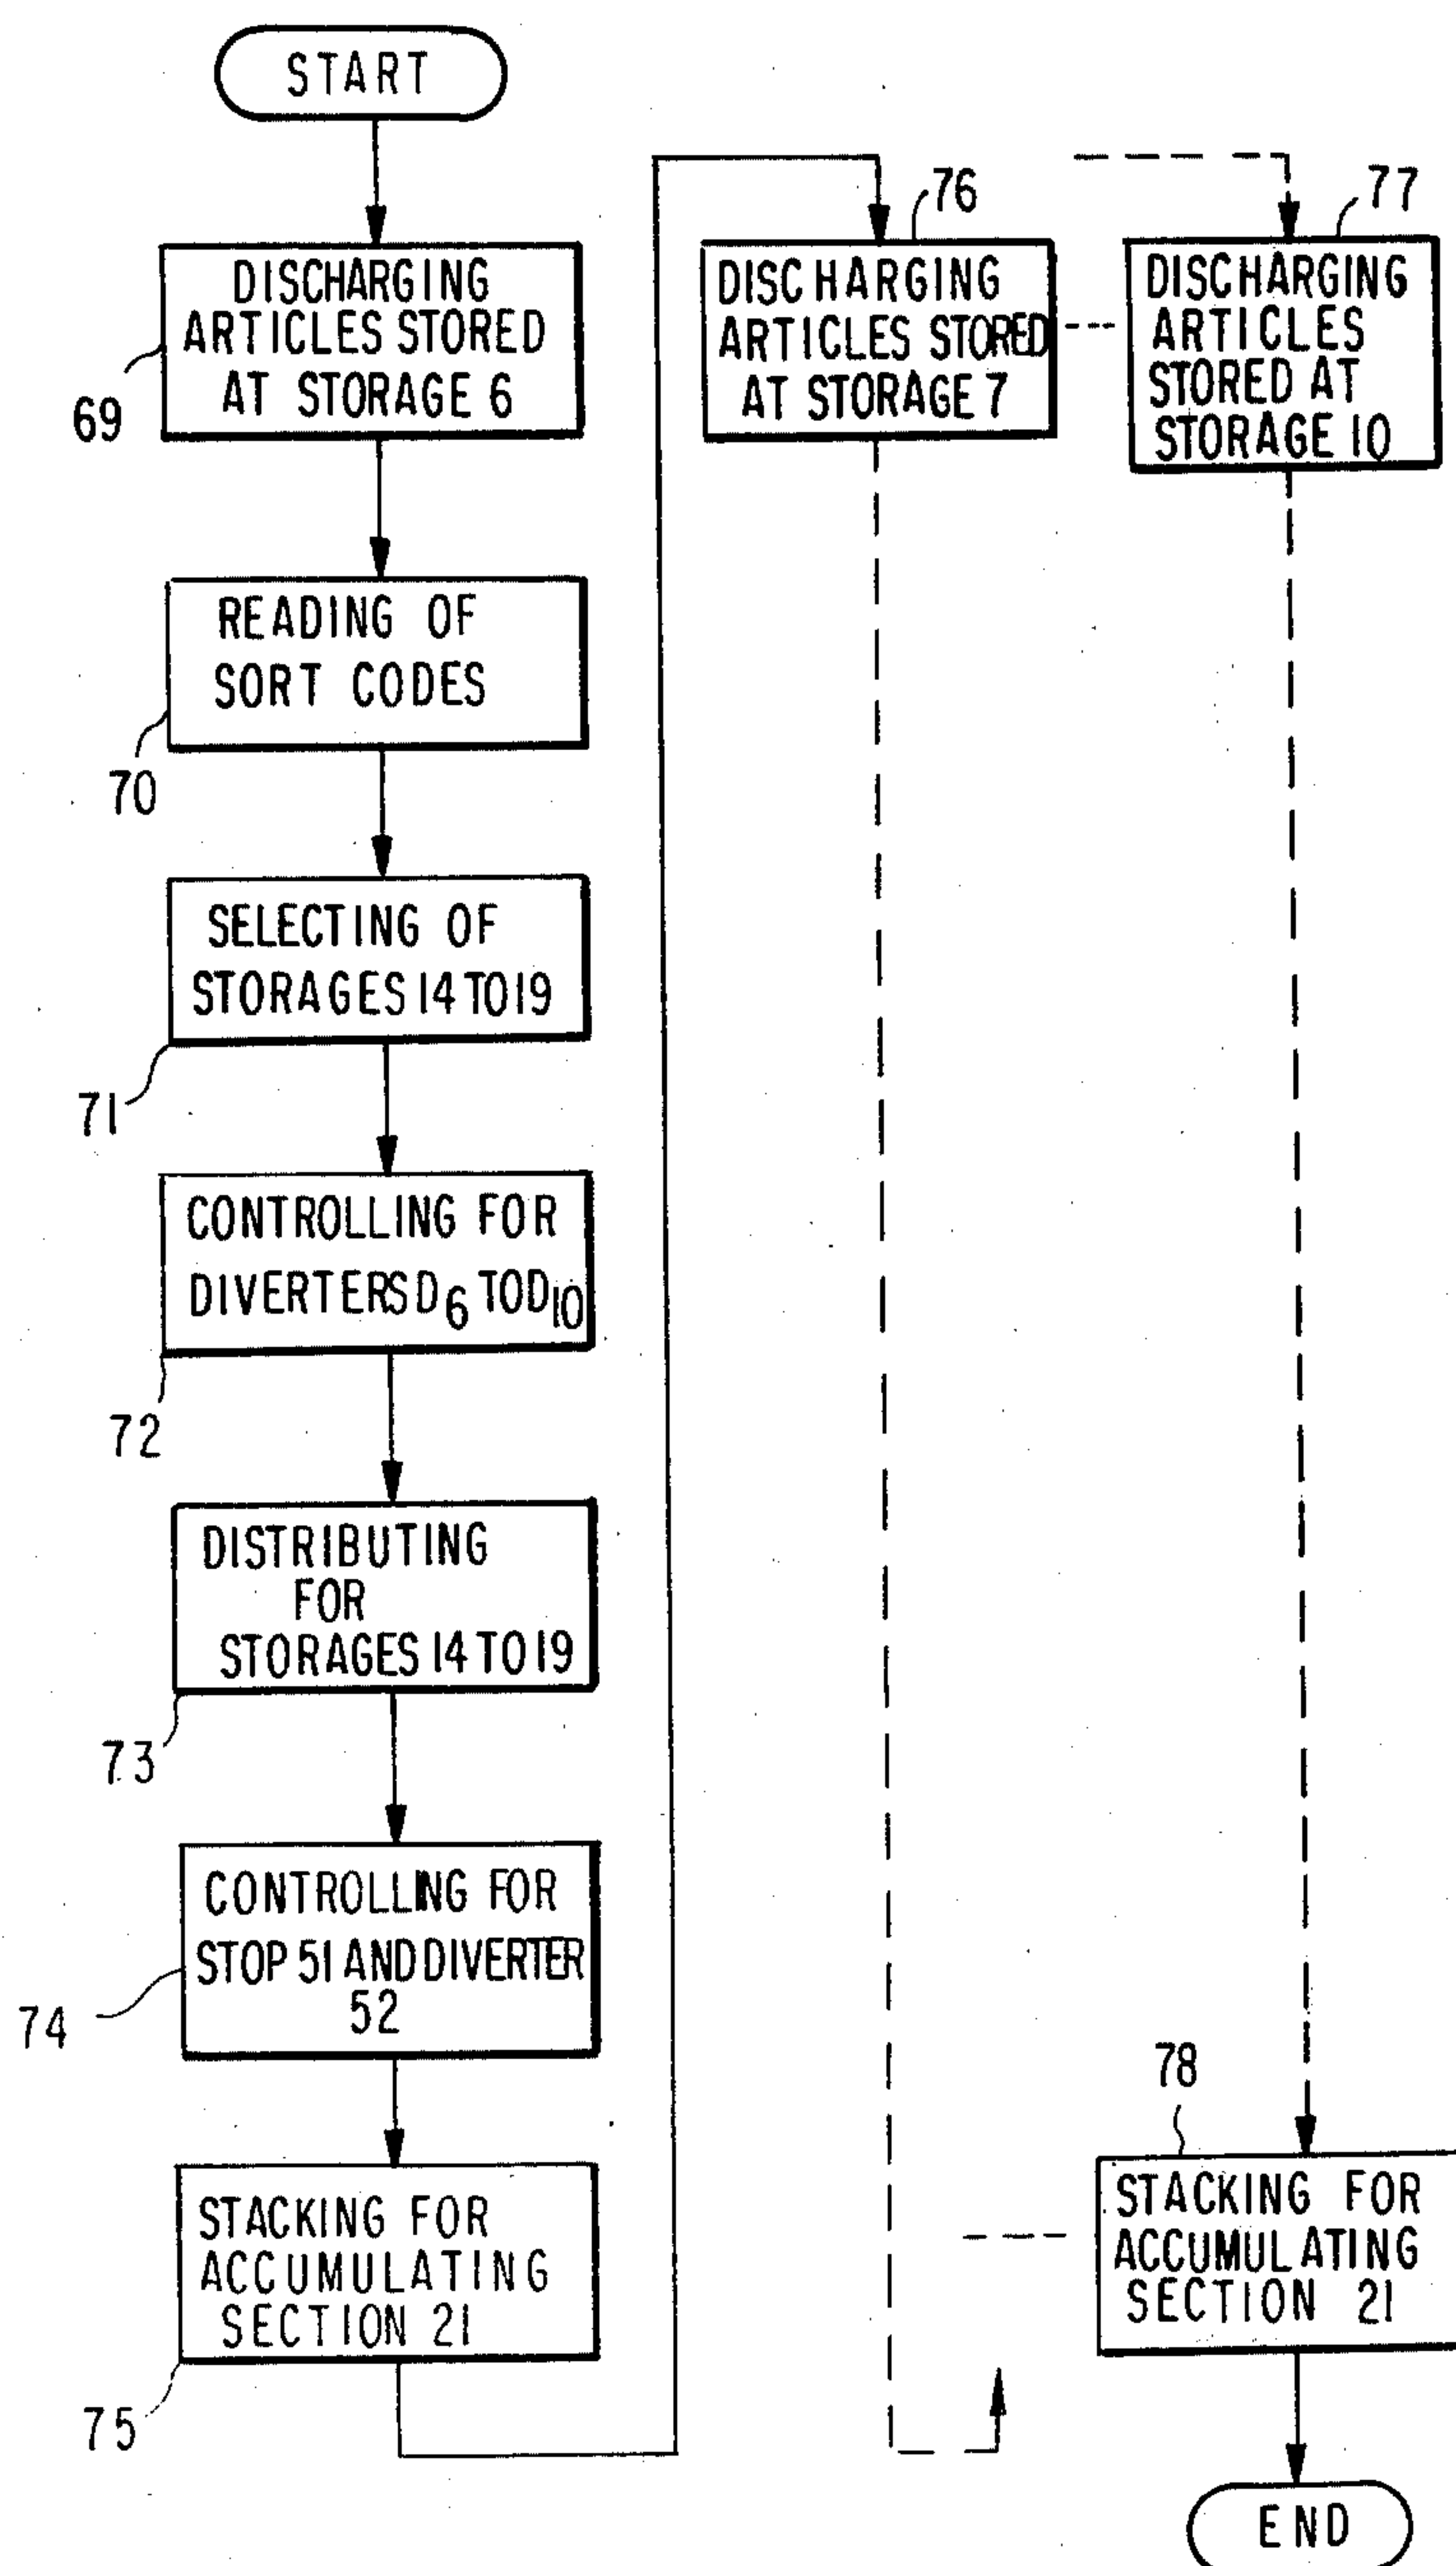 START
DISCHARGING
ARTICLES STORED
AT STORAGE 6
69
READING OF
SORT CODES
70
SELECTING OF
STORAGES 14 TO 19
71
CONTROLLING FOR
DIVERTERS D6 TO D10
72
DISTRIBUTING
FOR
STORAGES 14 TO 19
73
CONTROLLING FOR
STOP 51 AND DIVERTER
52
74
STACKING FOR
ACCUMULATING
SECTION 21
75
76
DISCHARGING
ARTICLES STORED
AT STORAGE 7
77
DISCHARGING
ARTICLES
STORED AT
STORAGE 10
78
STACKING FOR
ACCUMULATING
SECTION 21
END